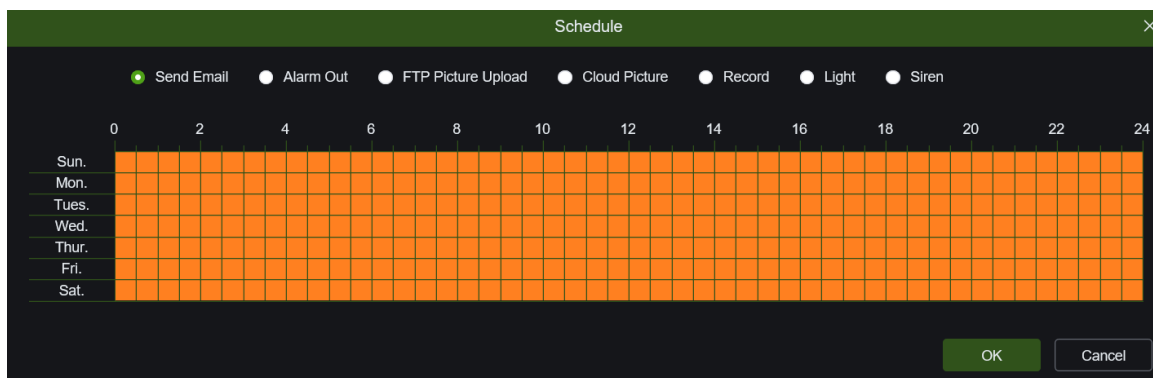 Schedule
Send Email Alarm Out FTP Picture Upload Cloud Picture Record Light Siren
0 2 4 6 8 10 12 14 16 18 20 22 24
Sun.
Mon.
Tues.
Wed.
Thur.
Fri.
Sat.
OK Cancel